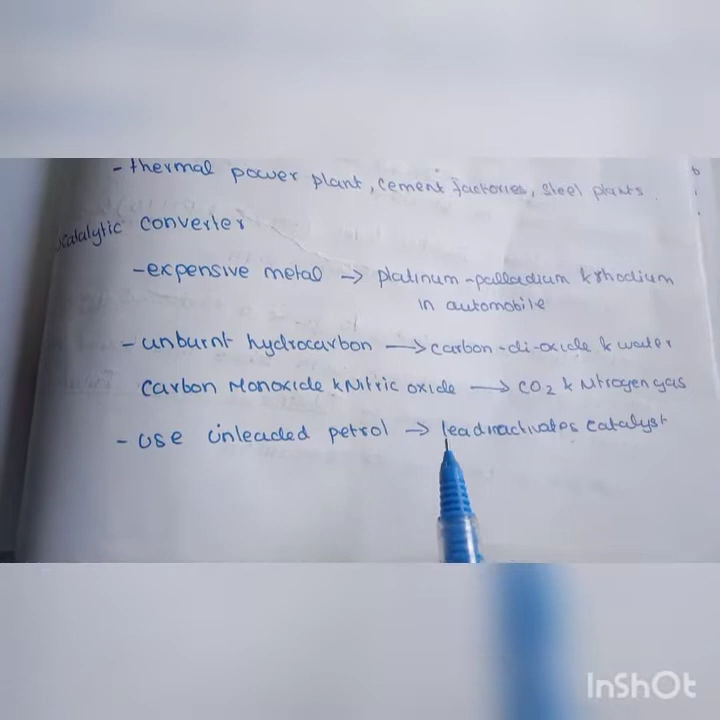 - thermal power plant, cement factories, steel plants.
Catalytic converter
- expensive metal → platinum-palladium & rhodium
in automobile
- unburnt hydrocarbon → carbon-di-oxide & water
Carbon Monoxide & Nitric oxide → CO2 & Nitrogen gas
- use unleaded petrol → lead inactivates catalyst
InShOt